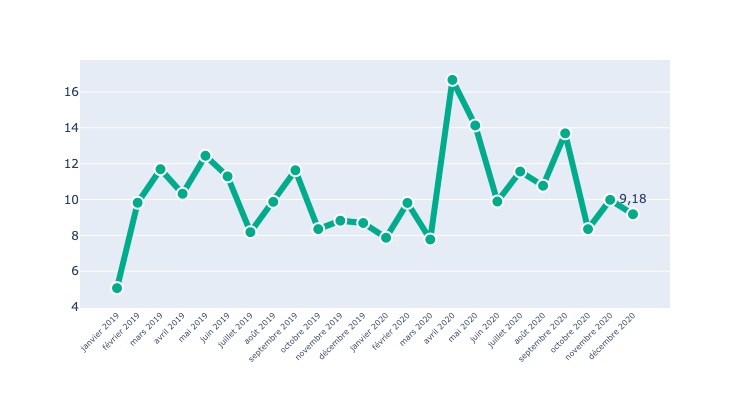 16
14
12
10
8
6
4
9,18
janvier 2019
février 2019
mars 2019
avril 2019
mai 2019
juin 2019
juillet 2019
août 2019
septembre 2019
octobre 2019
novembre 2019
décembre 2019
janvier 2020
février 2020
mars 2020
avril 2020
mai 2020
juin 2020
juillet 2020
août 2020
septembre 2020
octobre 2020
novembre 2020
décembre 2020